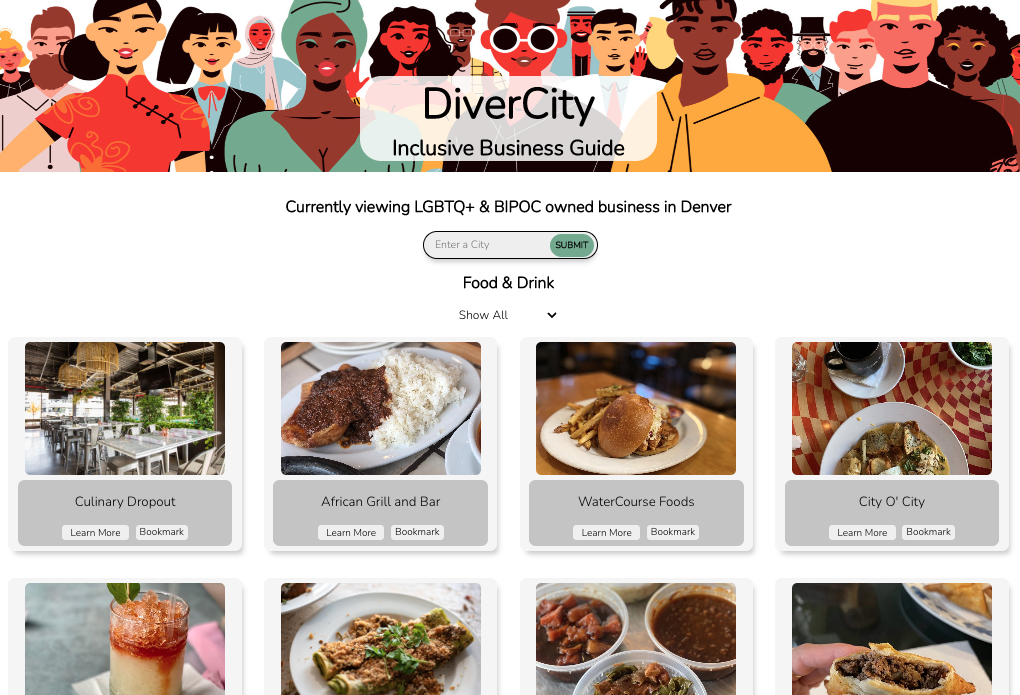 DiverCity
Inclusive Business Guide
Currently viewing LGBTQ+ & BIPOC owned business in Denver
Enter a City SUBMIT
Food & Drink
Show All
Culinary Dropout
Learn More Bookmark
African Grill and Bar
Learn More Bookmark
WaterCourse Foods
Learn More Bookmark
City O' City
Learn More Bookmark